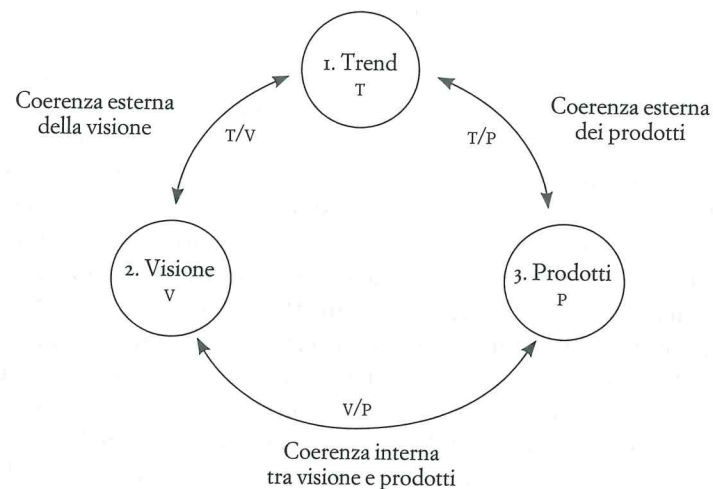 1. Trend
T
Coerenza esterna
della visione
T/V
Coerenza esterna
dei prodotti
T/P
2. Visione
V
3. Prodotti
P
V/P
Coerenza interna
tra visione e prodotti